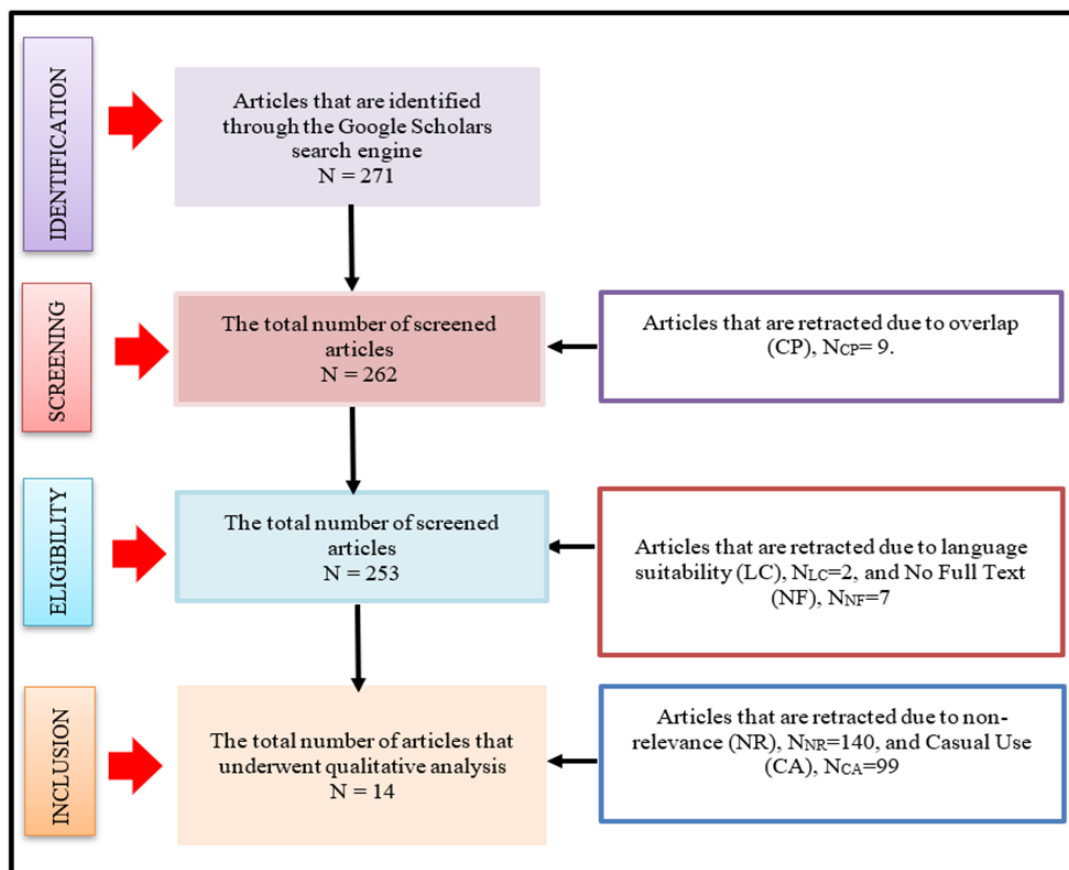 IDENTIFICATION
Articles that are identified
through the Google Scholars
search engine
N = 271
SCREENING
The total number of screened
articles
N = 262
Articles that are retracted due to overlap
(CP), NCP= 9.
ELIGIBILITY
The total number of screened
articles
N = 253
Articles that are retracted due to language
suitability (LC), NLC=2, and No Full Text
(NF), NNF=7
INCLUSION
The total number of articles that
underwent qualitative analysis
N = 14
Articles that are retracted due to non-
relevance (NR), NNR=140, and Casual Use
(CA), NCA=99